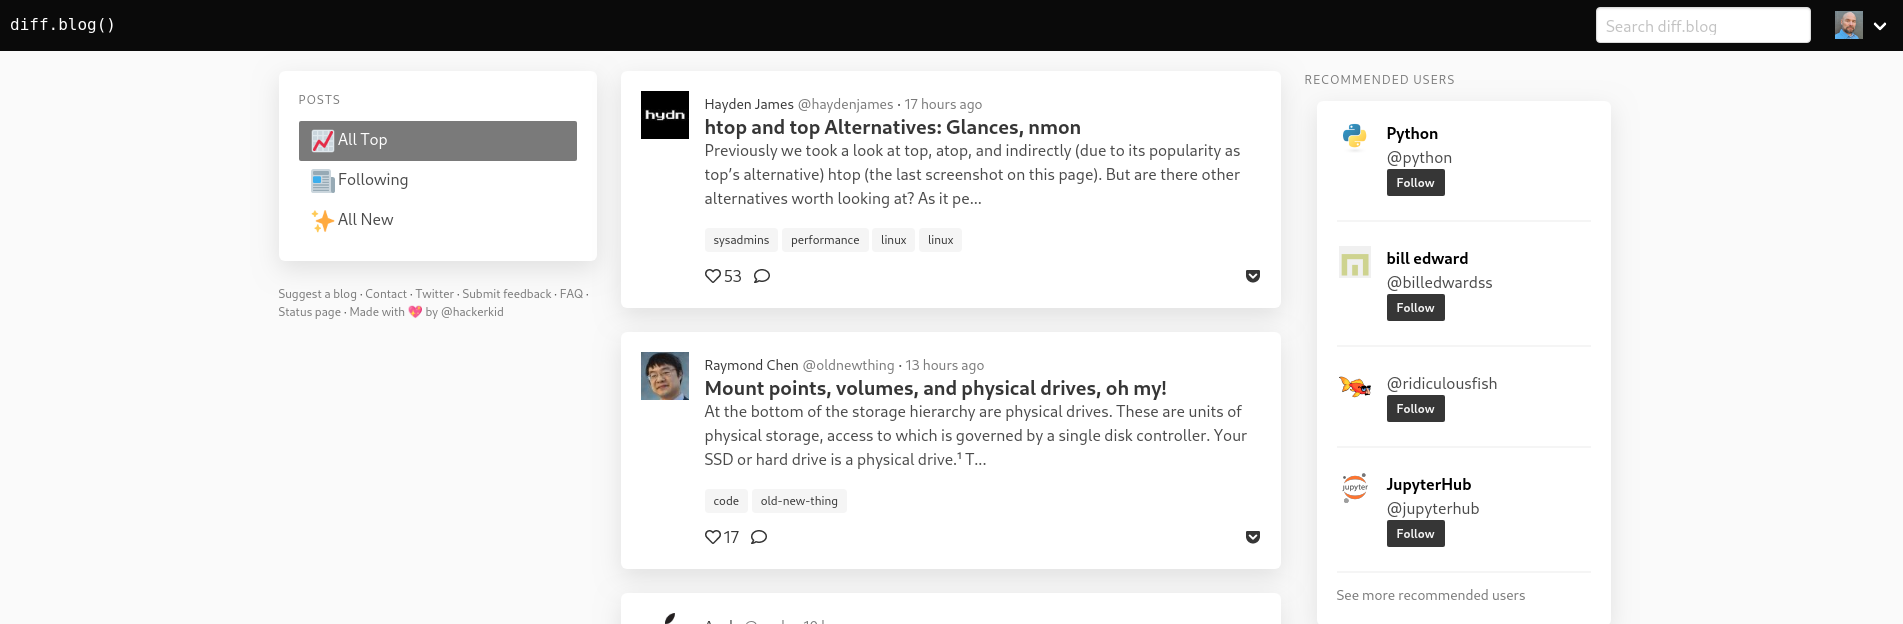 diff.blog()
Search diff.blog
POSTS
All Top
Following
All New
Suggest a blog · Contact · Twitter · Submit feedback · FAQ ·
Status page · Made with 💖 by @hackerkid
hydn
Hayden James @haydenjames · 17 hours ago
htop and top Alternatives: Glances, nmon
Previously we took a look at top, atop, and indirectly (due to its popularity as
top’s alternative) htop (the last screenshot on this page). But are there other
alternatives worth looking at? As it pe...
sysadmins performance linux linux
53
Raymond Chen @oldnewthing · 13 hours ago
Mount points, volumes, and physical drives, oh my!
At the bottom of the storage hierarchy are physical drives. These are units of
physical storage, access to which is governed by a single disk controller. Your
SSD or hard drive is a physical drive.¹ T...
code old-new-thing
17
RECOMMENDED USERS
Python
@python
Follow
bill edward
@billedwardss
Follow
@ridiculousfish
Follow
jupyter
JupyterHub
@jupyterhub
Follow
See more recommended users